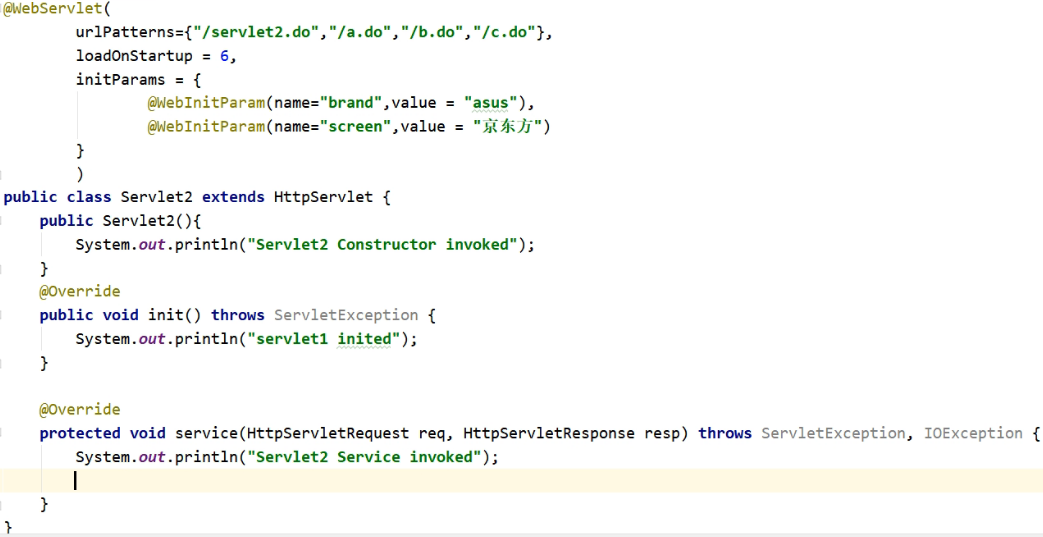 @WebServlet(
urlPatterns={"/servlet2.do","/a.do","/b.do","/c.do"},
loadOnStartup = 6,
initParams = {
@WebInitParam(name="brand",value = "asus"),
@WebInitParam(name="screen",value = "京东方")
}
)
public class Servlet2 extends HttpServlet {
public Servlet2(){
System.out.println("Servlet2 Constructor invoked");
}
@Override
public void init() throws ServletException {
System.out.println("servlet1 inited");
}
@Override
protected void service(HttpServletRequest req, HttpServletResponse resp) throws ServletException, IOException {
System.out.println("Servlet2 Service invoked");
}
}